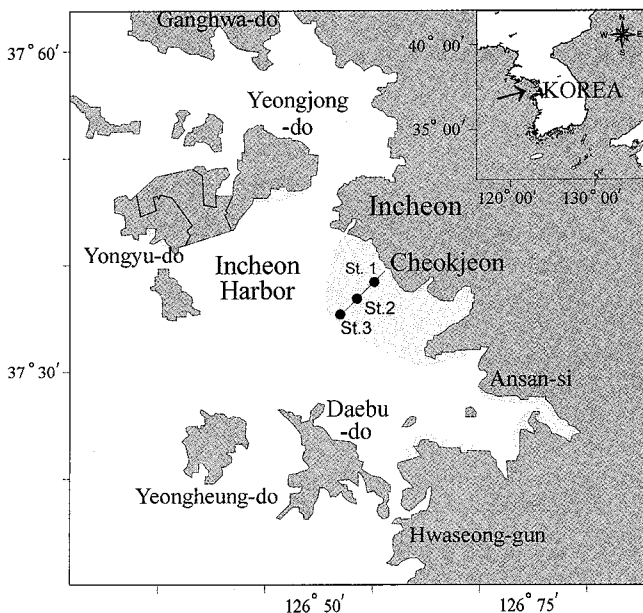 Ganghwa-do
37° 60′
Yeongjong
-do
Incheon
Yongyu-do
Incheon
Harbor
St. 1
Cheokjeon
St.2
St.3
37° 30′
Ansan-si
Daebu
-do
Yeongheung-do
Hwaseong-gun
126° 50′
126° 75′
40° 00′
35° 00′
120° 00′
130° 00′
KOREA
N
W
E
S